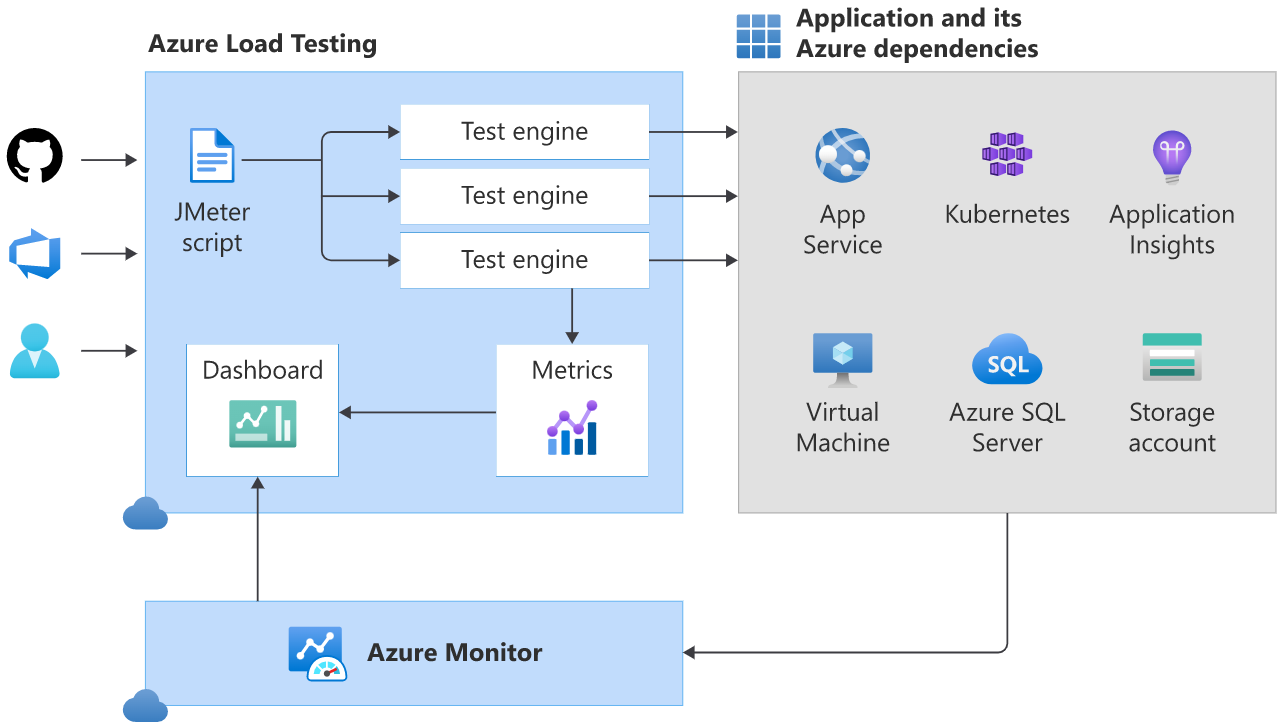 Azure Load Testing
Application and its
Azure dependencies
JMeter
script
Test engine
Test engine
Test engine
Dashboard
Metrics
App
Service
Kubernetes
Application
Insights
Virtual
Machine
SQL
Azure SQL
Server
Storage
account
Azure Monitor